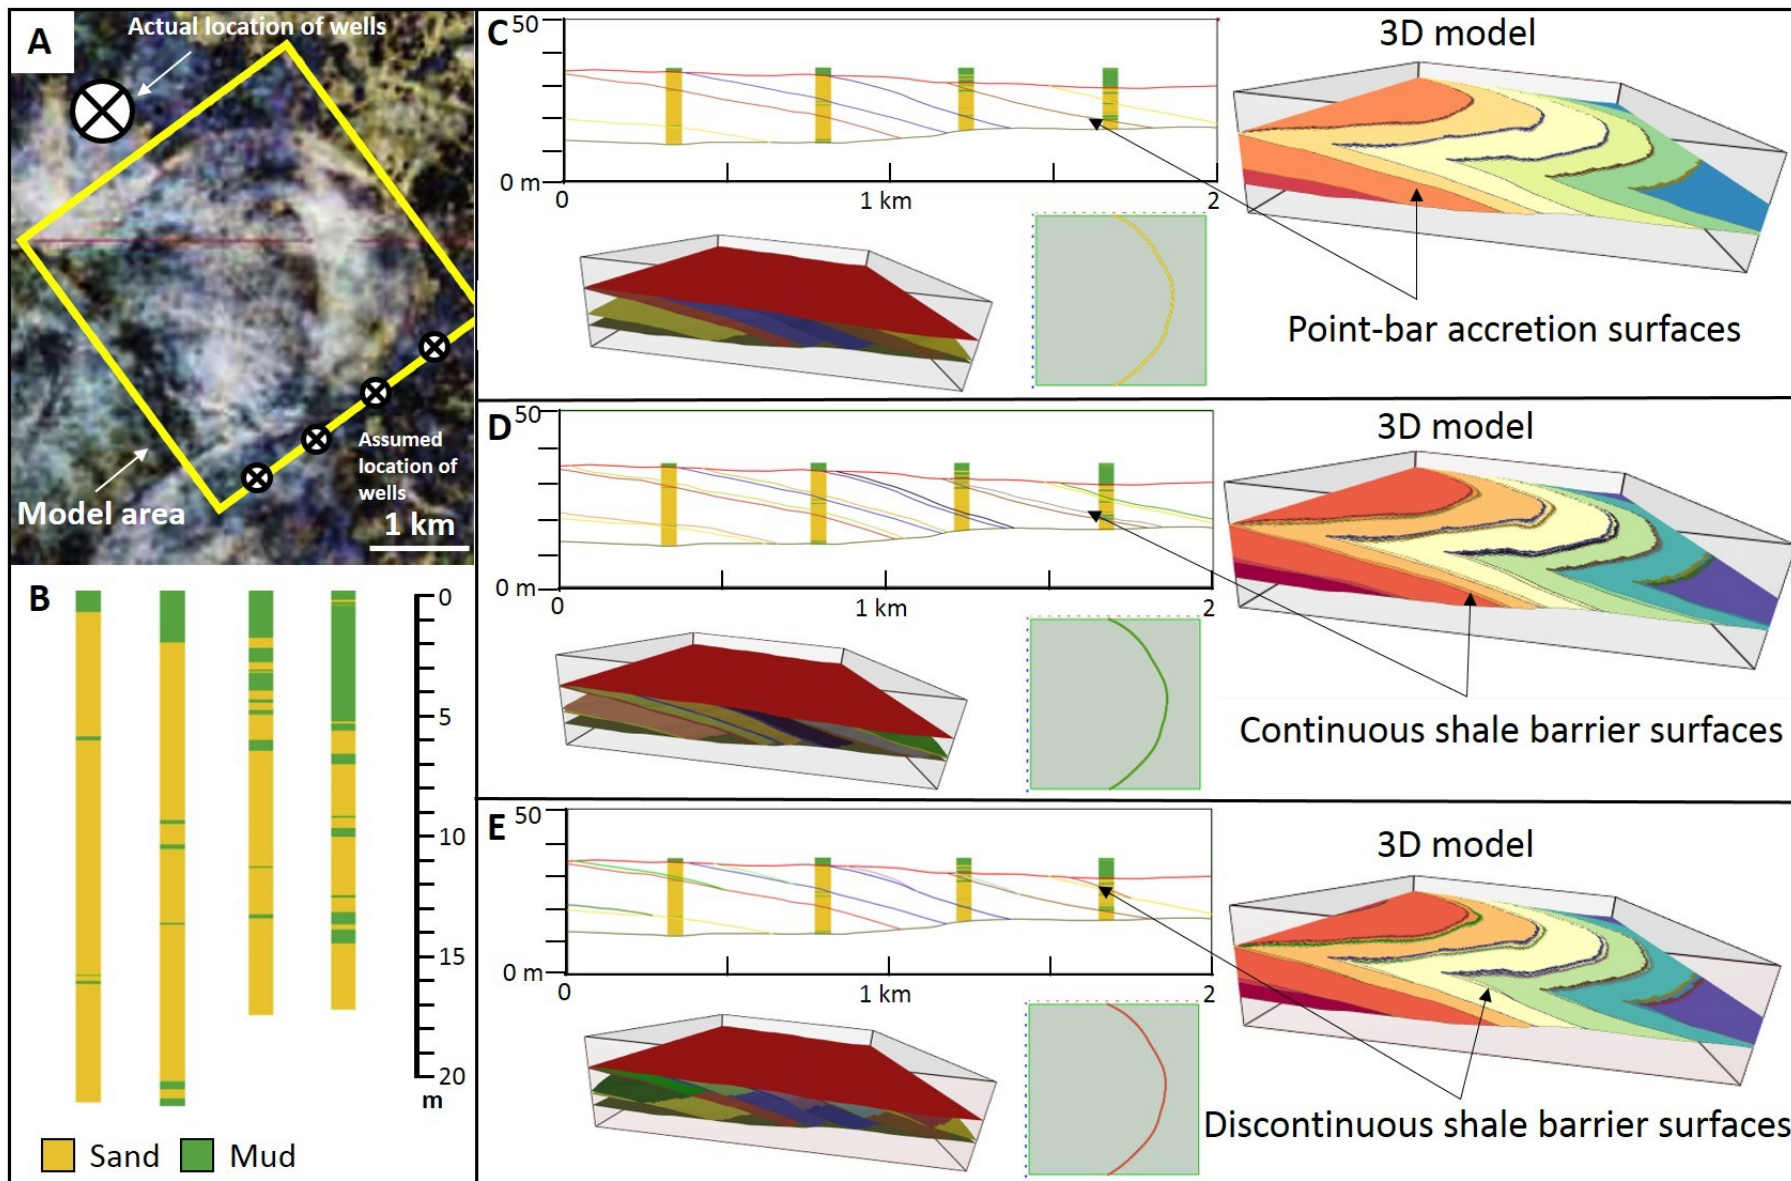 A
Actual location of wells
Assumed
location of
wells
Model area
1 km
B
0
5
10
15
20
m
Sand
Mud
C
50
0 m
0
1 km
2
3D model
Point-bar accretion surfaces
D
50
0 m
0
1 km
2
3D model
Continuous shale barrier surfaces
E
50
0 m
0
1 km
2
3D model
Discontinuous shale barrier surfaces